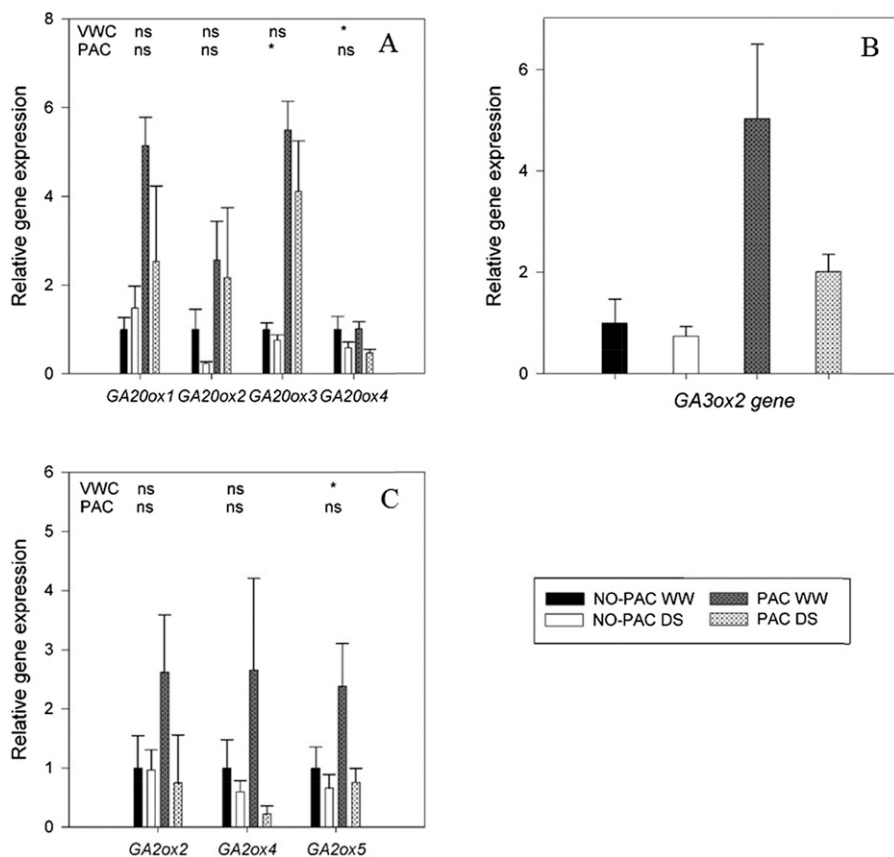 A
VWC ns ns ns *
PAC ns ns * ns
Relative gene expression
8
6
4
2
0
GA20ox1 GA20ox2 GA20ox3 GA20ox4
B
Relative gene expression
6
4
2
0
GA3ox2 gene
C
VWC ns ns *
PAC ns ns ns
Relative gene expression
6
5
4
3
2
1
0
GA2ox2 GA2ox4 GA2ox5
NO-PAC WW PAC WW
NO-PAC DS PAC DS